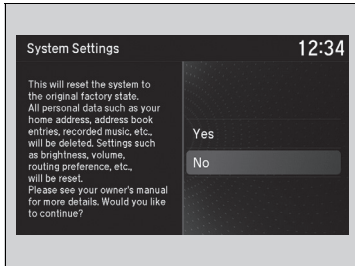 System Settings
12:34
This will reset the system to
the original factory state.
All personal data such as your
home address, address book
entries, recorded music, etc.,
will be deleted. Settings such
as brightness, volume,
routing preference, etc.,
will be reset.
Please see your owner's manual
for more details. Would you like
to continue?
Yes
No